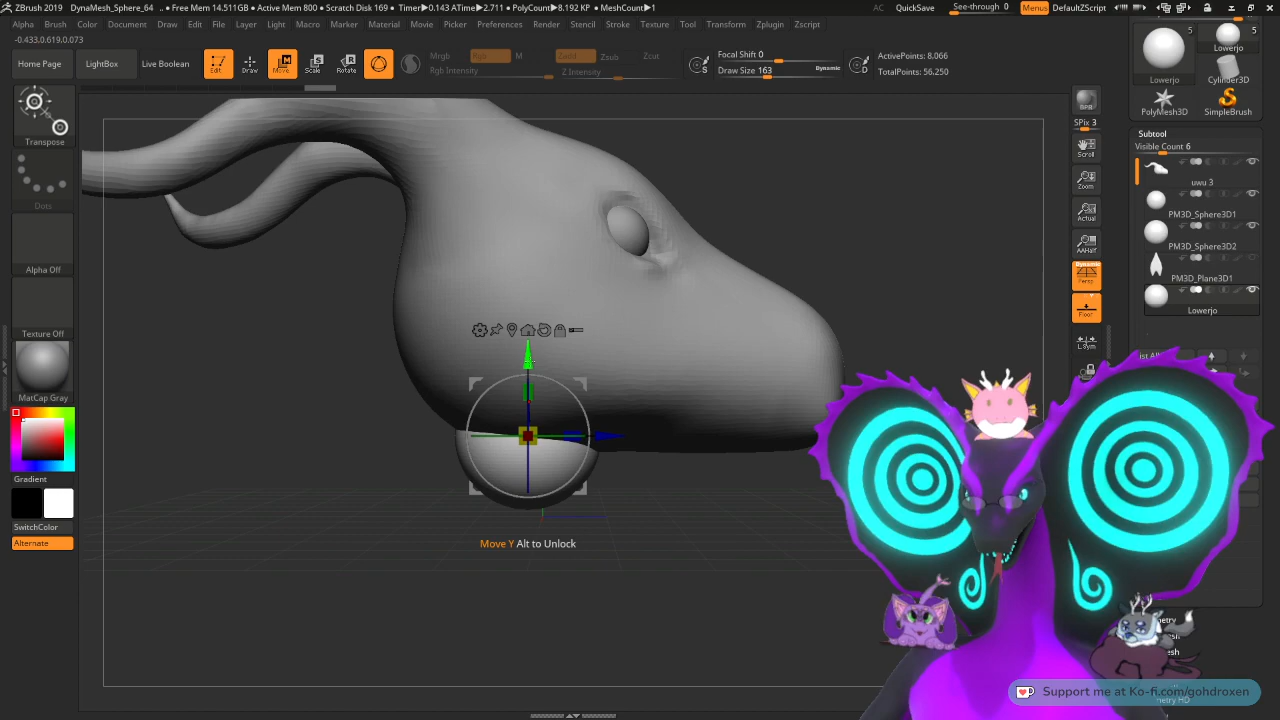 ZBrush 2019 DynaMesh_Sphere_64 .. • Free Mem 14.511GB • Active Mem 800 • Scratch Disk 169 • Timer▶0.143 ATime▶2.711 • PolyCount▶8.192 KP • MeshCount▶1 AC QuickSave See-through 0 Menus DefaultZScript
Alpha Brush Color Document Draw Edit File Layer Light Macro Marker Material Movie Picker Preferences Render Stencil Stroke Texture Tool Transform Zplugin Zscript
-0.433,0.619,0.073
Home Page LightBox Live Boolean Edit Draw Move Scale Rotate Mrgb M Zadd Zsub Zcut
Rgb Intensity Z Intensity
Focal Shift 0
Draw Size 163 Dynamic
ActivePoints: 8.066
TotalPoints: 56.250
S
D
5 5
Lowerjo
Lowerjo Cylinder3D
PolyMesh3D SimpleBrush
Subtool
Visible Count 6
uwu 3
PM3D_Sphere3D1
PM3D_Sphere3D2
PM3D_Plane3D1
Lowerjo
Transpose
Dots
Alpha Off
Texture Off
MatCap Gray
Gradient
SwitchColor
Alternate
BPR
SPix 3
Scroll
Zoom
Actual
AAHalf
Dynamic
Persp
Floor
L.Sym
Move Y Alt to Unlock
Support me at Ko-fi.com/gohdroxen